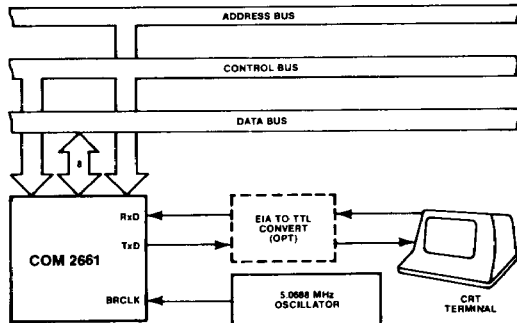 ADDRESS BUS
CONTROL BUS
DATA BUS
8
RxD
EIA TO TTL
CONVERT
(OPT)
TxD
COM 2661
BRCLK
5.0688 MHz
OSCILLATOR
CRT
TERMINAL